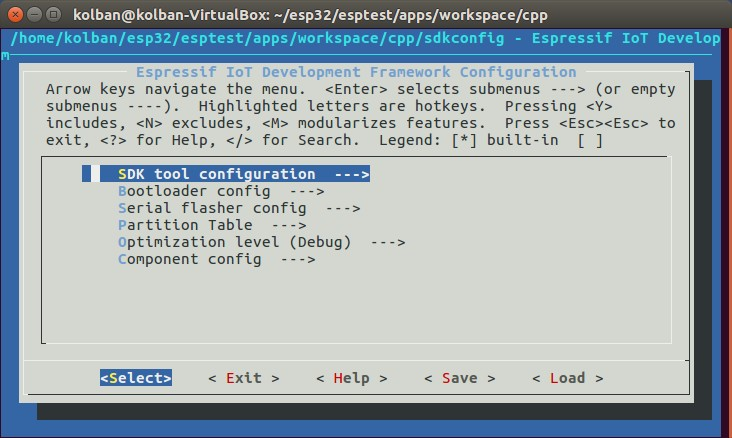 kolban@kolban-VirtualBox: ~/esp32/esptest/apps/workspace/cpp
/home/kolban/esp32/esptest/apps/workspace/cpp/sdkconfig - Espressif IoT Develop
m
Espressif IoT Development Framework Configuration
Arrow keys navigate the menu.  <Enter> selects submenus ---> (or empty
submenus ----).  Highlighted letters are hotkeys.  Pressing <Y>
includes, <N> excludes, <M> modularizes features.  Press <Esc><Esc> to
exit, <?> for Help, </> for Search.  Legend: [*] built-in  [ ]
SDK tool configuration  --->
Bootloader config  --->
Serial flasher config  --->
Partition Table  --->
Optimization level (Debug)  --->
Component config  --->
<Select>    < Exit >    < Help >    < Save >    < Load >